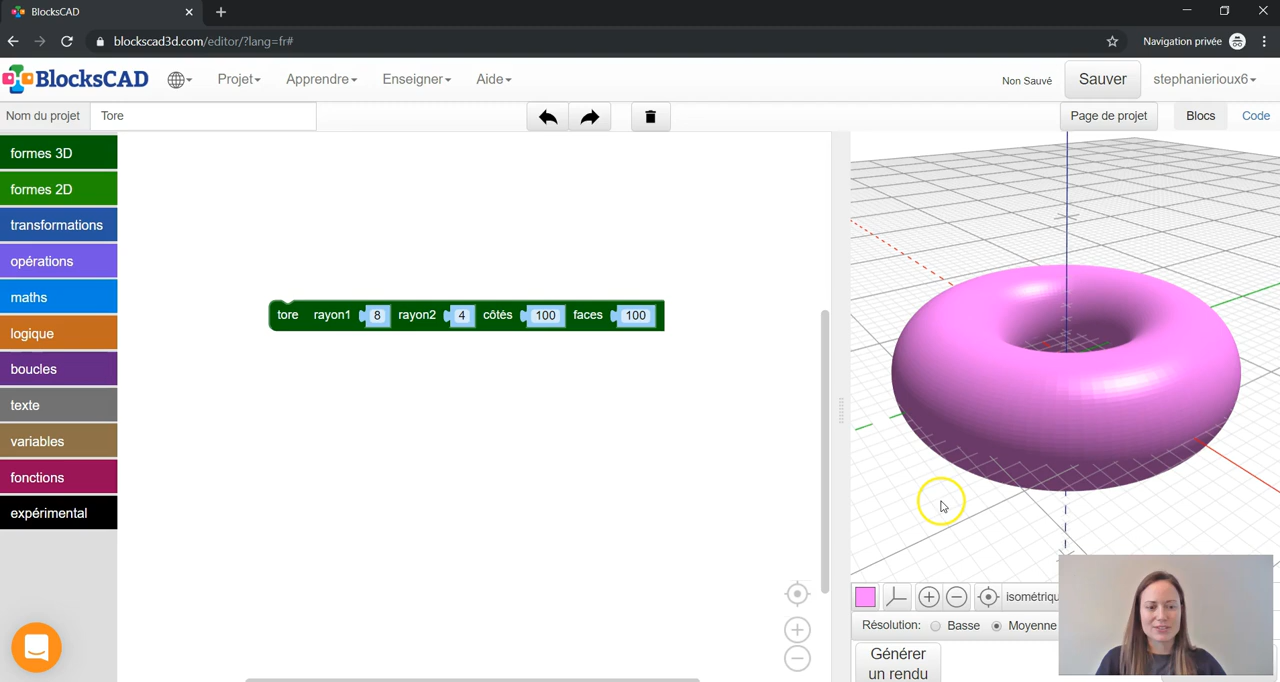 BlocksCAD
blockscad3d.com/editor/?lang=fr#
Navigation privée
BlocksCAD
Projet
Apprendre
Enseigner
Aide
Non Sauvé
Sauver
stephanierioux6
Nom du projet
Tore
Page de projet
Blocs
Code
formes 3D
formes 2D
transformations
opérations
maths
logique
boucles
texte
variables
fonctions
expérimental
tore rayon1 8 rayon2 4 côtés 100 faces 100
Résolution: Basse Moyenne
Générer
un rendu